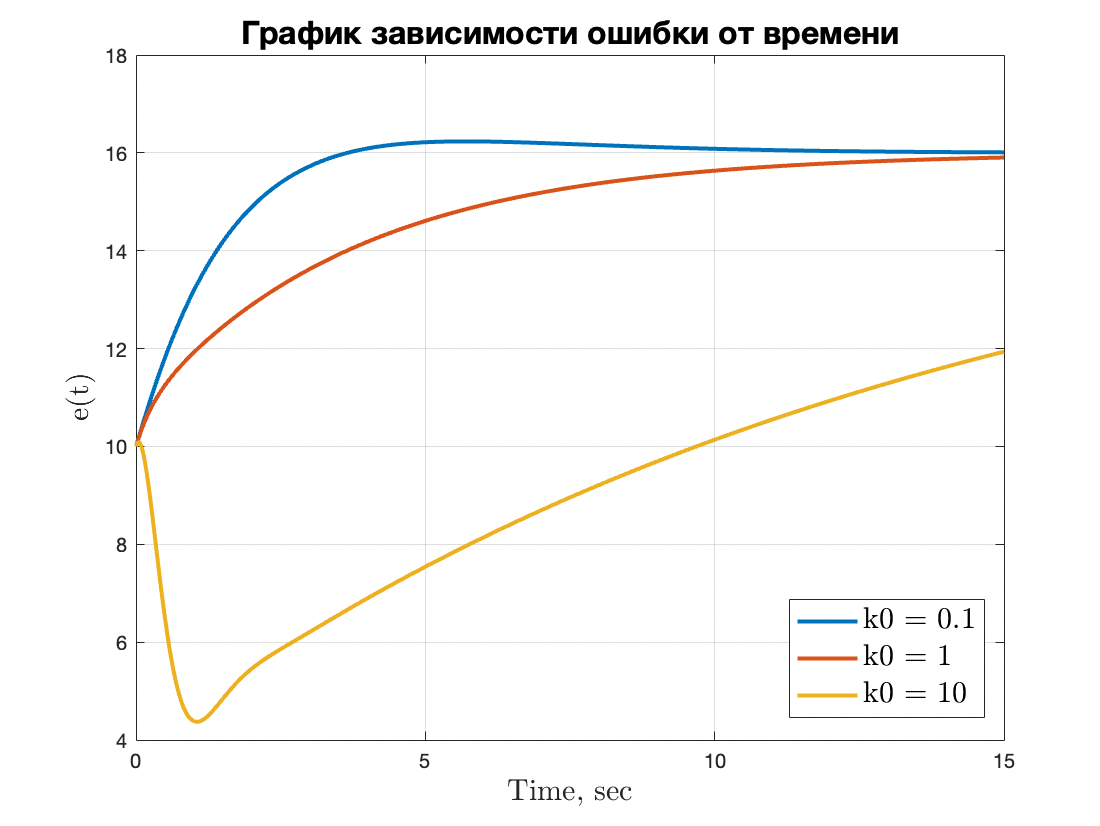 График зависимости ошибки от времени
18
16
14
12
10
8
6
4
e(t)
0
5
10
15
Time, sec
k0 = 0.1
k0 = 1
k0 = 10